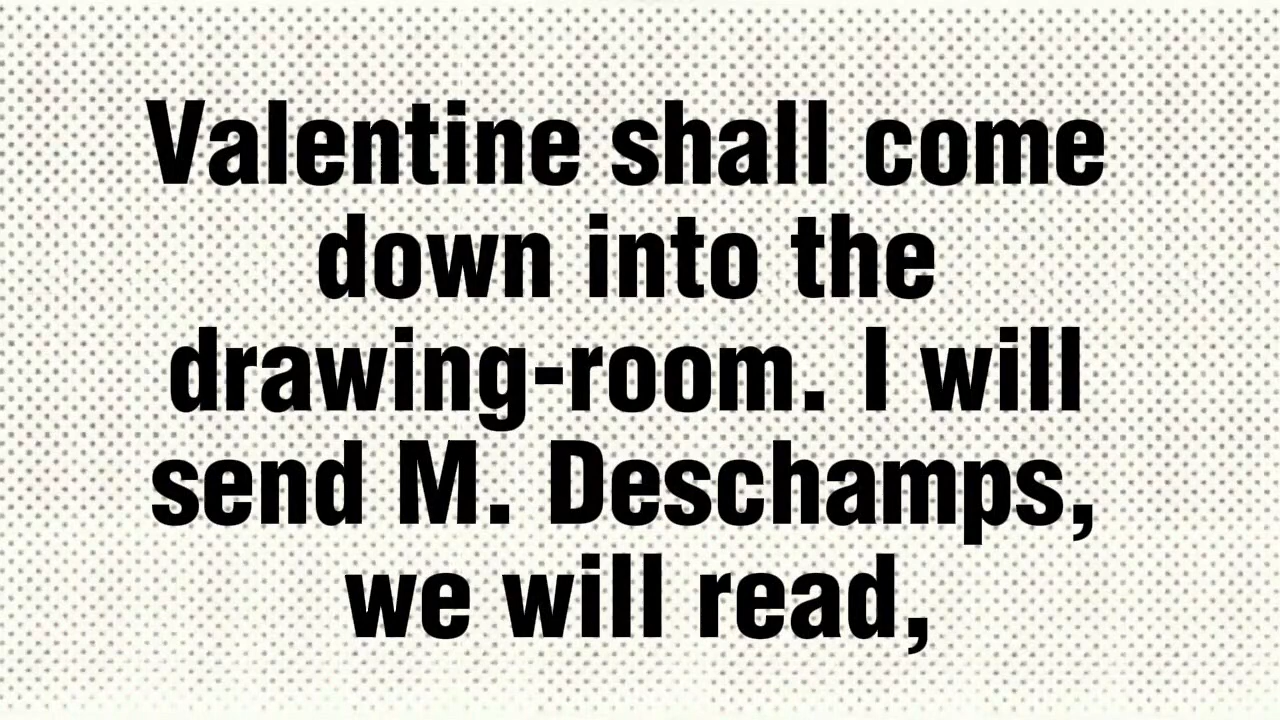 Valentine shall come
down into the
drawing-room. I will
send M. Deschamps,
we will read,